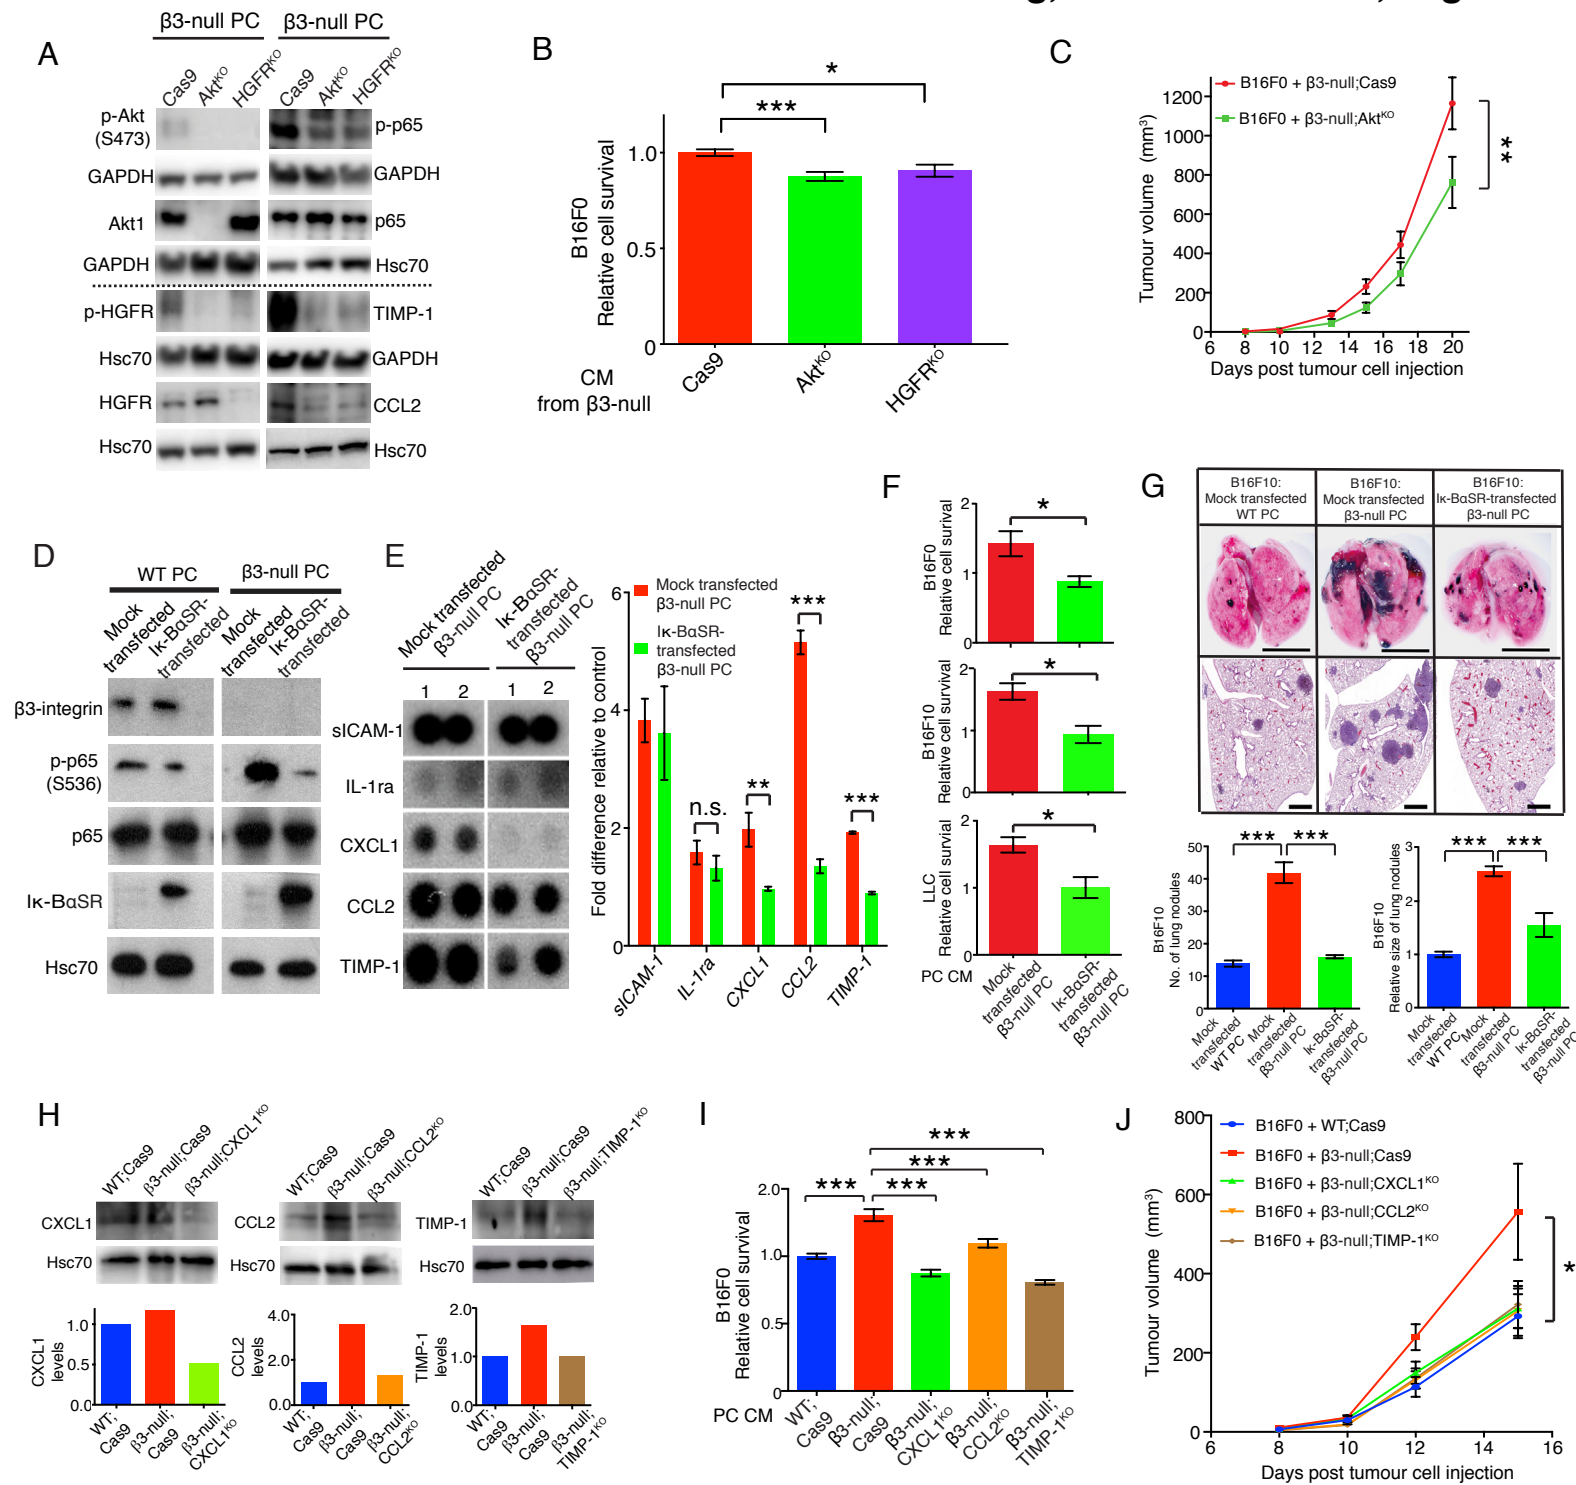 A
β3-null PC
β3-null PC
Cas9
Akt^KO
HGFR^KO
Cas9
Akt^KO
HGFR^KO
p-Akt
(S473)
p-p65
GAPDH
GAPDH
Akt1
p65
GAPDH
Hsc70
p-HGFR
TIMP-1
Hsc70
GAPDH
HGFR
CCL2
Hsc70
Hsc70
B
*
***
B16F0
Relative cell survival
1.0
0.5
0
Cas9
Akt^KO
HGFR^KO
CM
from β3-null
C
B16F0 + β3-null;Cas9
B16F0 + β3-null;Akt^KO
Tumour volume (mm³)
1200
1000
800
600
400
200
0
**
6 8 10 12 14 16 18 20
Days post tumour cell injection
D
WT PC
β3-null PC
Mock
transfected
Iκ-BαSR-
transfected
Mock
transfected
Iκ-BαSR-
transfected
β3-integrin
p-p65
(S536)
p65
Iκ-BαSR
Hsc70
E
Mock transfected
β3-null PC
Iκ-BαSR-
transfected
β3-null PC
1 2 1 2
sICAM-1
IL-1ra
CXCL1
CCL2
TIMP-1
Fold difference relative to control
6
4
2
0
Mock transfected
β3-null PC
Iκ-BαSR-
transfected
β3-null PC
n.s.
**
***
***
sICAM-1
IL-1ra
CXCL1
CCL2
TIMP-1
F
B16F0
Relative cell survival
2
1
0
*
B16F10
Relative cell survival
2
1
0
*
LLC
Relative cell survival
2
1
0
*
PC CM
Mock
transfected
β3-null PC
Iκ-BαSR-
transfected
β3-null PC
G
B16F10:
Mock transfected
WT PC
B16F10:
Mock transfected
β3-null PC
B16F10:
Iκ-BαSR-transfected
β3-null PC
B16F10
No. of lung nodules
50
40
30
20
10
0
*** ***
Mock
transfected
WT PC
Mock
transfected
β3-null PC
Iκ-BαSR-
transfected
β3-null PC
B16F10
Relative size of lung nodules
3
2
1
0
*** ***
Mock
transfected
WT PC
Mock
transfected
β3-null PC
Iκ-BαSR-
transfected
β3-null PC
H
WT;Cas9
β3-null;Cas9
β3-null;CXCL1^KO
CXCL1
Hsc70
WT;Cas9
β3-null;Cas9
β3-null;CCL2^KO
CCL2
Hsc70
WT;Cas9
β3-null;Cas9
β3-null;TIMP-1^KO
TIMP-1
Hsc70
CXCL1
levels
1.0
0.5
0.0
WT;
Cas9
β3-null;
Cas9
β3-null;
CXCL1^KO
CCL2
levels
4.0
2.0
0.0
WT;
Cas9
β3-null;
Cas9
β3-null;
CCL2^KO
TIMP-1
levels
2.0
1.0
0.0
WT;
Cas9
β3-null;
Cas9
β3-null;
TIMP-1^KO
I
***
***
*** ***
B16F0
Relative cell survival
2.0
1.0
0.5
0
PC CM
WT;
Cas9
β3-null;
Cas9
β3-null;
CXCL1^KO
β3-null;
CCL2^KO
β3-null;
TIMP-1^KO
J
B16F0 + WT;Cas9
B16F0 + β3-null;Cas9
B16F0 + β3-null;CXCL1^KO
B16F0 + β3-null;CCL2^KO
B16F0 + β3-null;TIMP-1^KO
Tumour volume (mm³)
800
600
400
200
0
*
6 8 10 12 14 16
Days post tumour cell injection